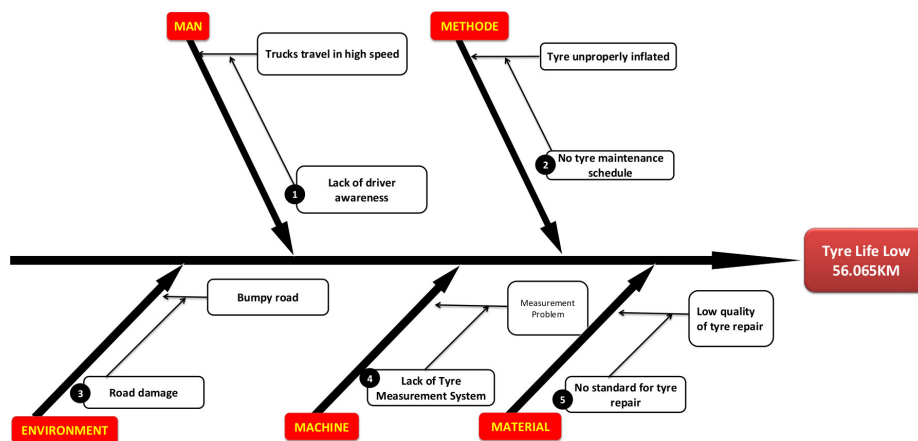 MAN
METHODE
Trucks travel in high speed
Tyre unproperly inflated
1
Lack of driver
awareness
2
No tyre maintenance
schedule
Tyre Life Low
56.065KM
Bumpy road
Measurement
Problem
Low quality
of tyre repair
3
Road damage
4
Lack of Tyre
Measurement System
5
No standard for tyre
repair
ENVIRONMENT
MACHINE
MATERIAL